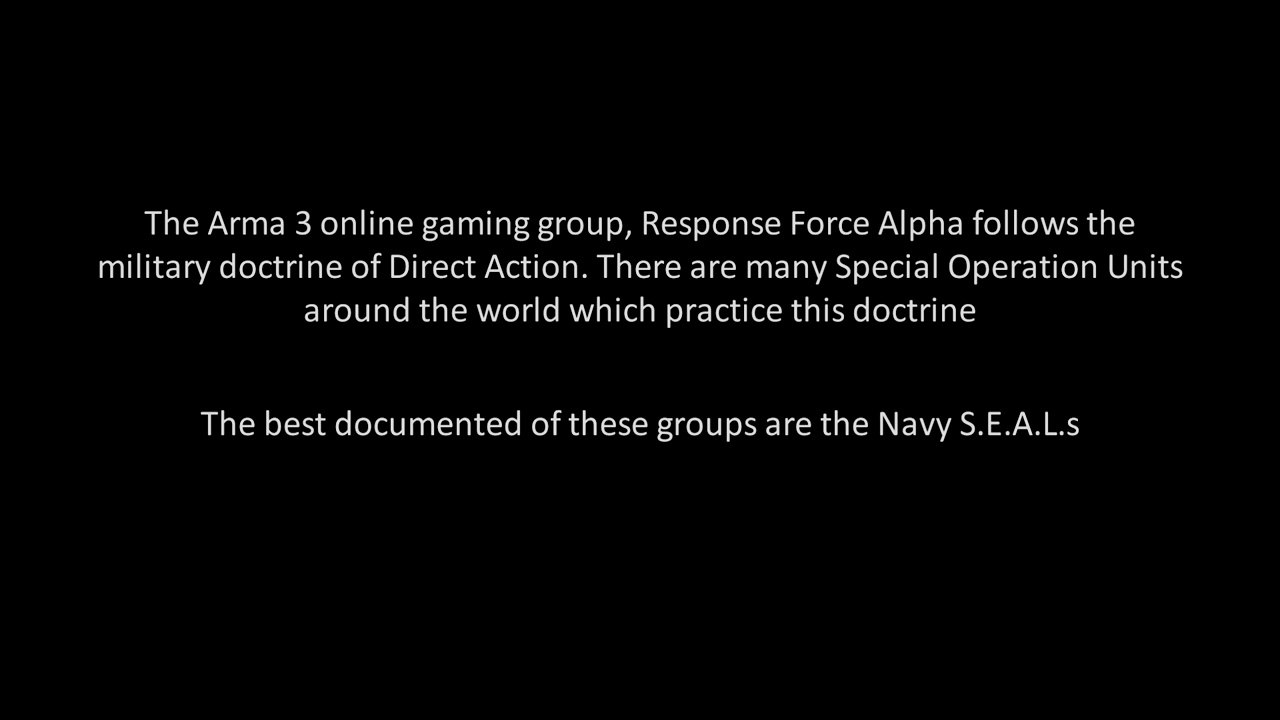 The Arma 3 online gaming group, Response Force Alpha follows the
military doctrine of Direct Action. There are many Special Operation Units
around the world which practice this doctrine
The best documented of these groups are the Navy S.E.A.L.s